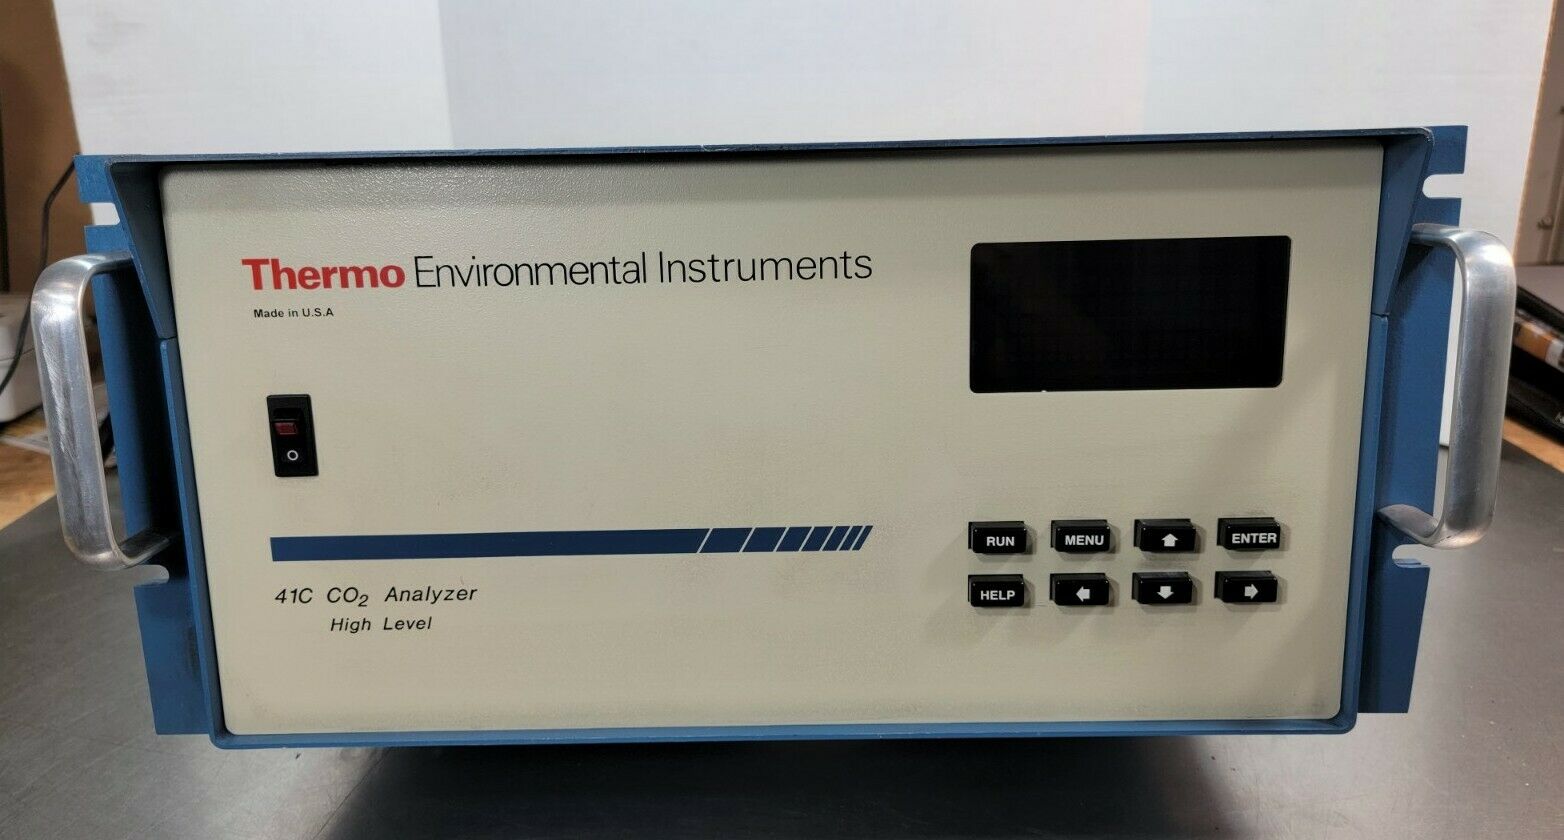 Thermo Environmental Instruments
Made in U.S.A
O
41C CO₂ Analyzer
High Level
RUN MENU ENTER
HELP